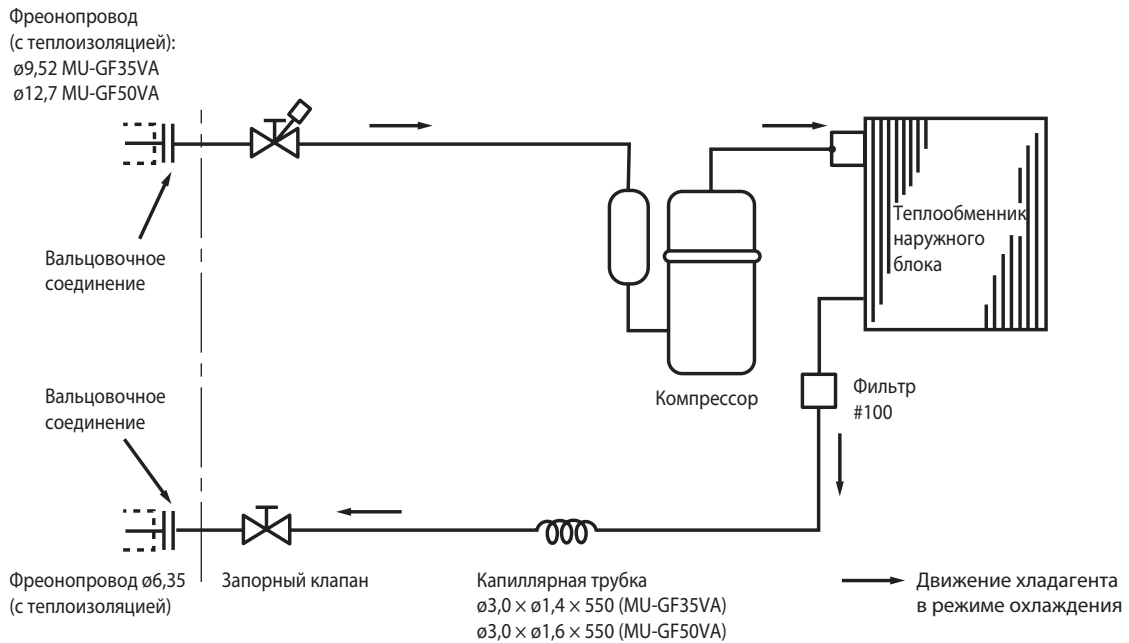 Фреонопровод
(с теплоизоляцией):
ø9,52 MU-GF35VA
ø12,7 MU-GF50VA
Вальцовочное
соединение
Теплообменник
наружного
блока
Вальцовочное
соединение
Компрессор
Фильтр
#100
Фреонопровод ø6,35
(с теплоизоляцией)
Запорный клапан
Капиллярная трубка
ø3,0 × ø1,4 × 550 (MU-GF35VA)
ø3,0 × ø1,6 × 550 (MU-GF50VA)
Движение хладагента
в режиме охлаждения